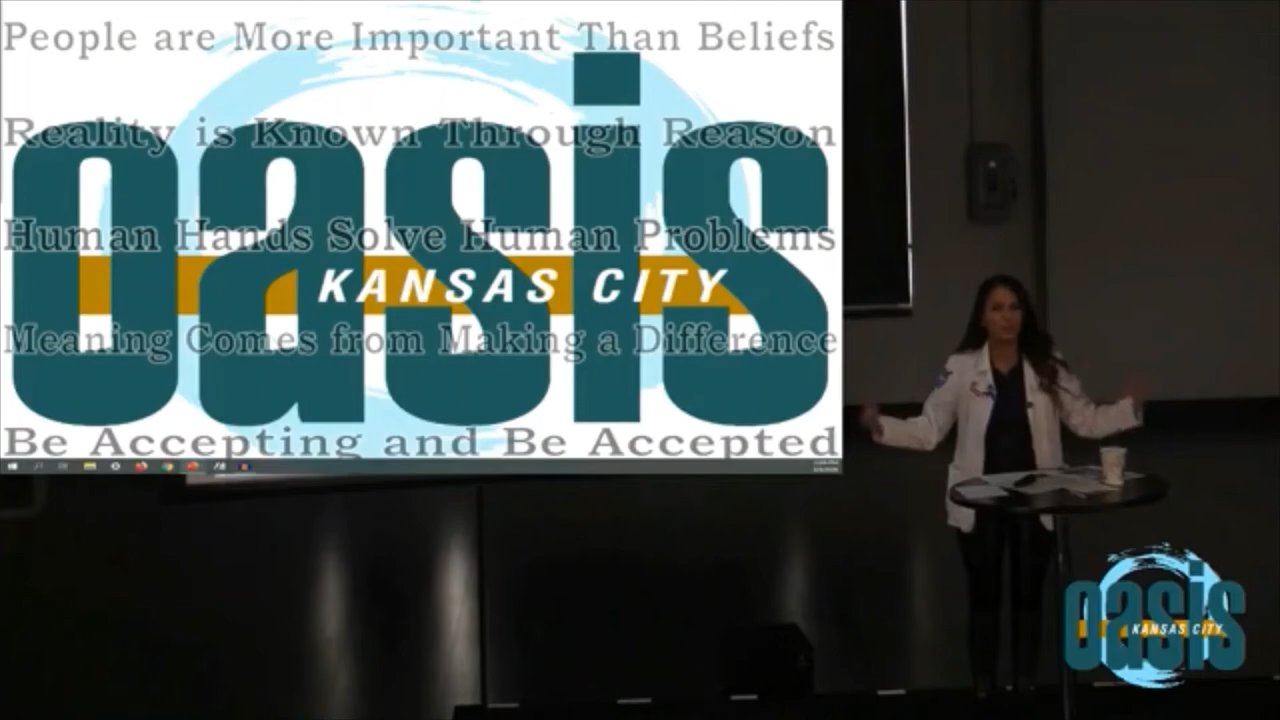 People are More Important Than Beliefs
oasis
Reality is Known Through Reason
Human Hands Solve Human Problems
KANSAS CITY
Meaning Comes from Making a Difference
Be Accepting and Be Accepted
oasis
KANSAS CITY